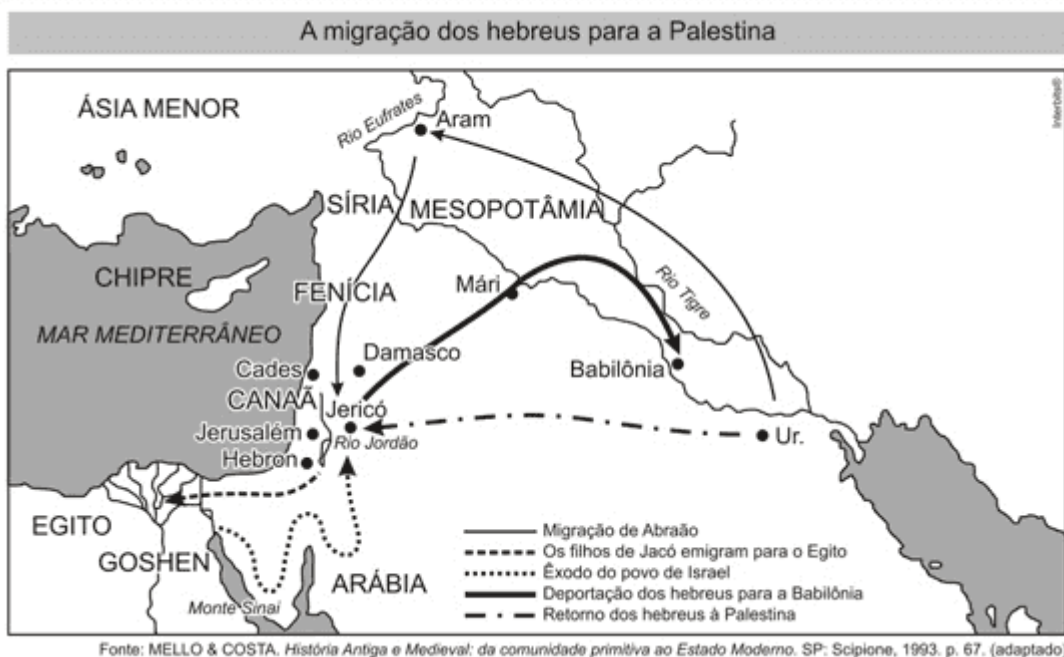 A migração dos hebreus para a Palestina
Interbits®
ÁSIA MENOR
Rio Eufrates
Aram
SÍRIA
MESOPOTÂMIA
CHIPRE
FENÍCIA
Rio Tigre
Mári
MAR MEDITERRÂNEO
Damasco
Babilônia
Cades
CANAÃ
Jericó
Jerusalém
Rio Jordão
Ur.
Hebron
EGITO
GOSHEN
ARÁBIA
Monte Sinai
Migração de Abraão
Os filhos de Jacó emigram para o Egito
Êxodo do povo de Israel
Deportação dos hebreus para a Babilônia
Retorno dos hebreus à Palestina
Fonte: MELLO & COSTA. História Antiga e Medieval: da comunidade primitiva ao Estado Moderno. SP: Scipione, 1993. p. 67. (adaptado